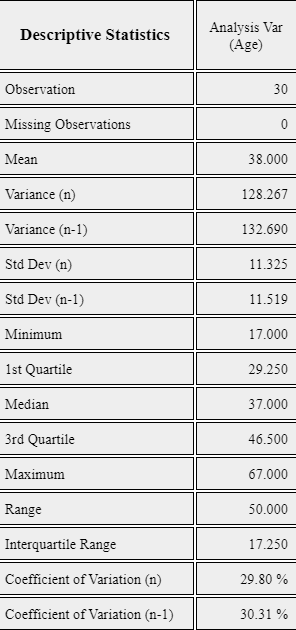 Descriptive Statistics Analysis Var
(Age)
Observation 30
Missing Observations 0
Mean 38.000
Variance (n) 128.267
Variance (n-1) 132.690
Std Dev (n) 11.325
Std Dev (n-1) 11.519
Minimum 17.000
1st Quartile 29.250
Median 37.000
3rd Quartile 46.500
Maximum 67.000
Range 50.000
Interquartile Range 17.250
Coefficient of Variation (n) 29.80 %
Coefficient of Variation (n-1) 30.31 %